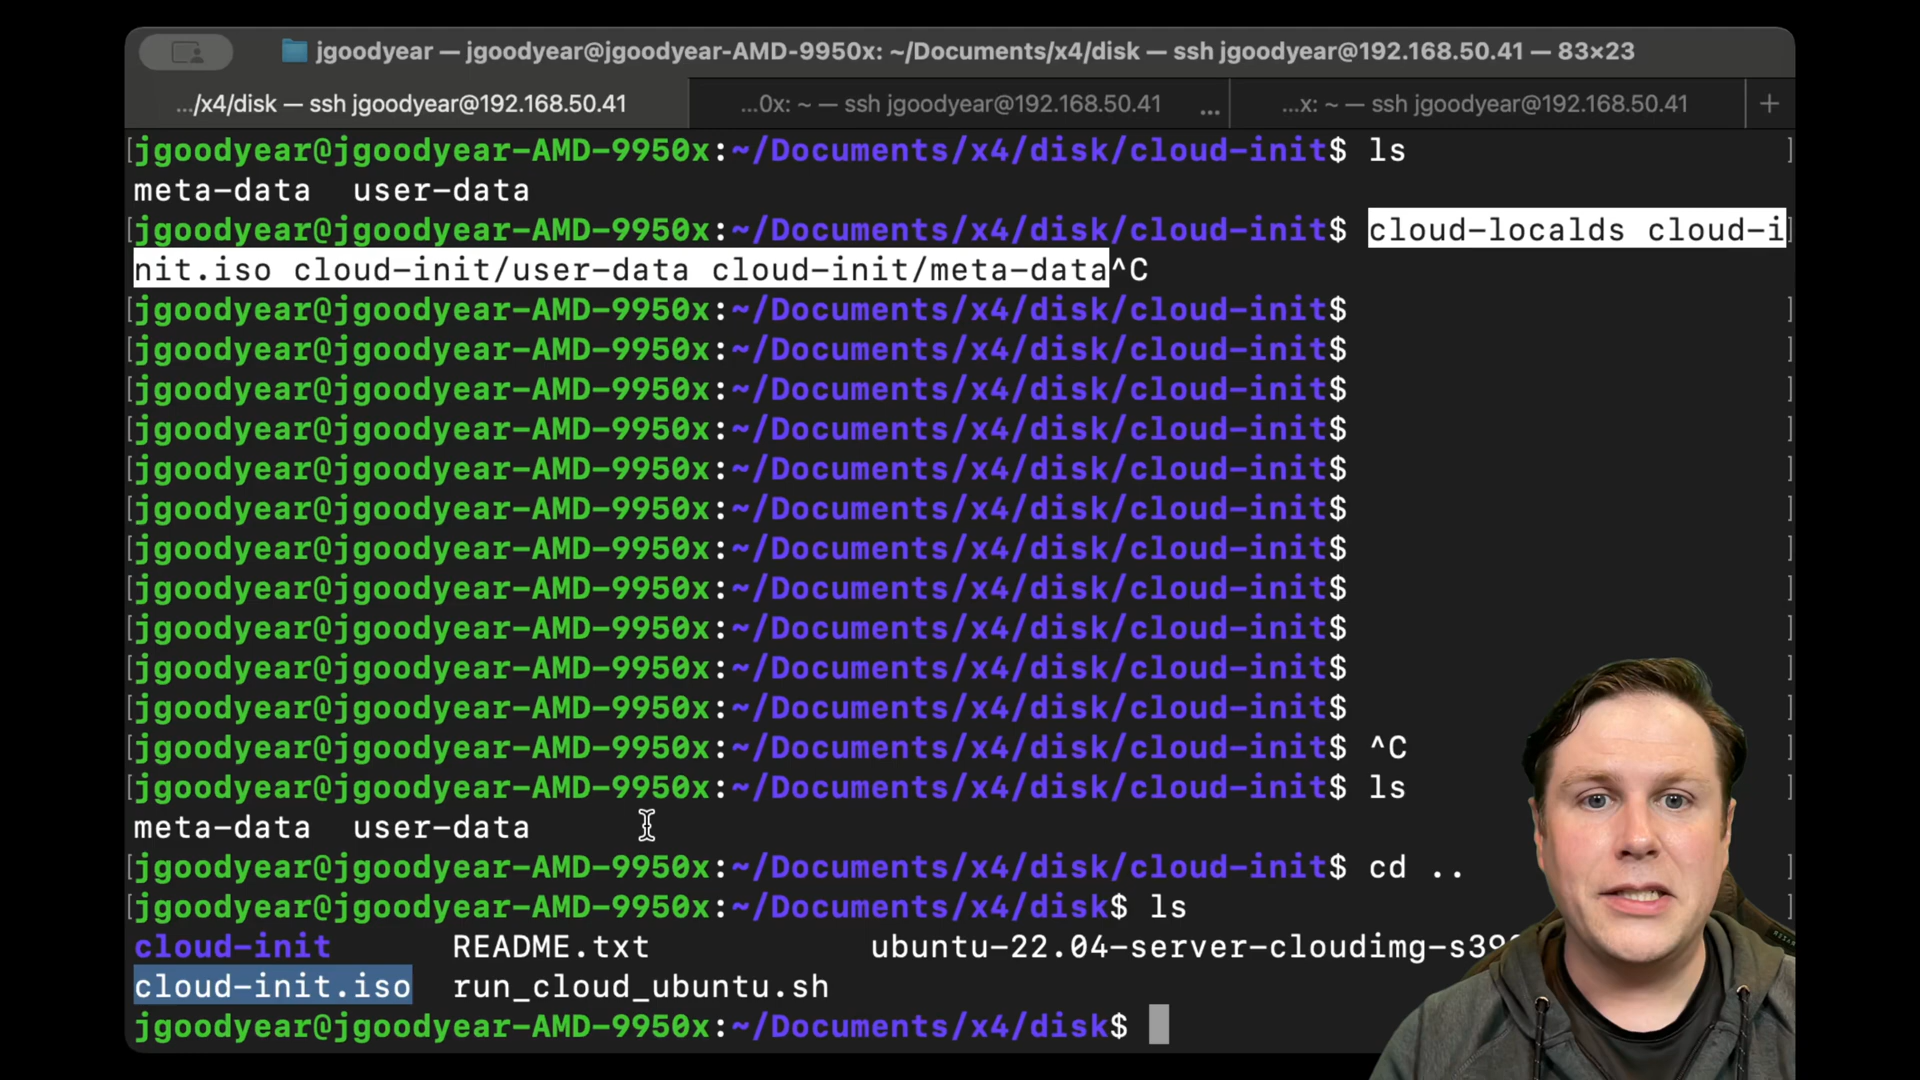 jgoodyear — jgoodyear@jgoodyear-AMD-9950x: ~/Documents/x4/disk — ssh jgoodyear@192.168.50.41 — 83×23
.../x4/disk — ssh jgoodyear@192.168.50.41
...0x: ~ — ssh jgoodyear@192.168.50.41 ...
...x: ~ — ssh jgoodyear@192.168.50.41
+
[jgoodyear@jgoodyear-AMD-9950x:~/Documents/x4/disk/cloud-init$ ls ]
meta-data  user-data
[jgoodyear@jgoodyear-AMD-9950x:~/Documents/x4/disk/cloud-init$ cloud-localds cloud-i]
nit.iso cloud-init/user-data cloud-init/meta-data^C
[jgoodyear@jgoodyear-AMD-9950x:~/Documents/x4/disk/cloud-init$ ]
[jgoodyear@jgoodyear-AMD-9950x:~/Documents/x4/disk/cloud-init$ ]
[jgoodyear@jgoodyear-AMD-9950x:~/Documents/x4/disk/cloud-init$ ]
[jgoodyear@jgoodyear-AMD-9950x:~/Documents/x4/disk/cloud-init$ ]
[jgoodyear@jgoodyear-AMD-9950x:~/Documents/x4/disk/cloud-init$ ]
[jgoodyear@jgoodyear-AMD-9950x:~/Documents/x4/disk/cloud-init$ ]
[jgoodyear@jgoodyear-AMD-9950x:~/Documents/x4/disk/cloud-init$ ]
[jgoodyear@jgoodyear-AMD-9950x:~/Documents/x4/disk/cloud-init$ ]
[jgoodyear@jgoodyear-AMD-9950x:~/Documents/x4/disk/cloud-init$ ]
[jgoodyear@jgoodyear-AMD-9950x:~/Documents/x4/disk/cloud-init$ ]
[jgoodyear@jgoodyear-AMD-9950x:~/Documents/x4/disk/cloud-init$ ]
[jgoodyear@jgoodyear-AMD-9950x:~/Documents/x4/disk/cloud-init$ ^C ]
[jgoodyear@jgoodyear-AMD-9950x:~/Documents/x4/disk/cloud-init$ ls ]
meta-data  user-data
[jgoodyear@jgoodyear-AMD-9950x:~/Documents/x4/disk/cloud-init$ cd .. ]
[jgoodyear@jgoodyear-AMD-9950x:~/Documents/x4/disk$ ls ]
cloud-init  README.txt  ubuntu-22.04-server-cloudimg-s39
cloud-init.iso  run_cloud_ubuntu.sh
jgoodyear@jgoodyear-AMD-9950x:~/Documents/x4/disk$